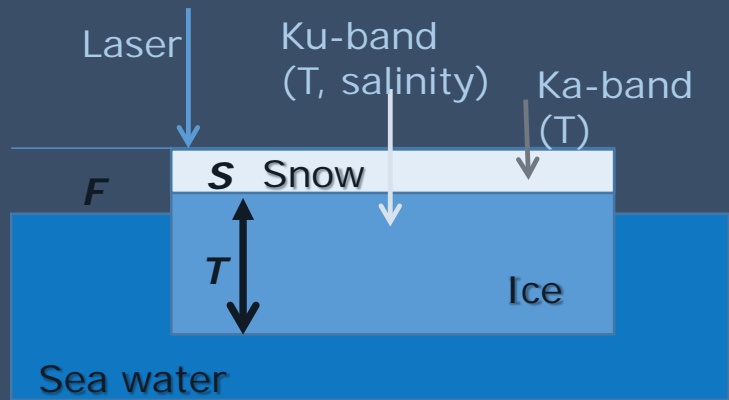 Laser
Ku-band
(T, salinity)
Ka-band
(T)
S Snow
F
T
Ice
Sea water